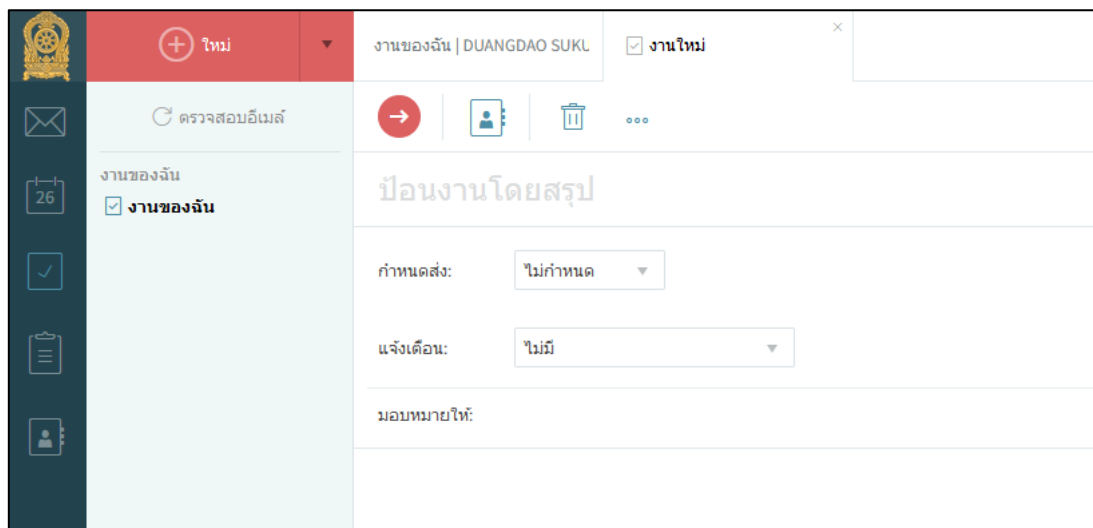 ใหม่
งานของฉัน | DUANGDAO SUKU
งานใหม่
ตรวจสอบอีเมล์
งานของฉัน
26
งานของฉัน
ป้อนงานโดยสรุป
กำหนดส่ง:
ไม่กำหนด
แจ้งเตือน:
ไม่มี
มอบหมายให้: